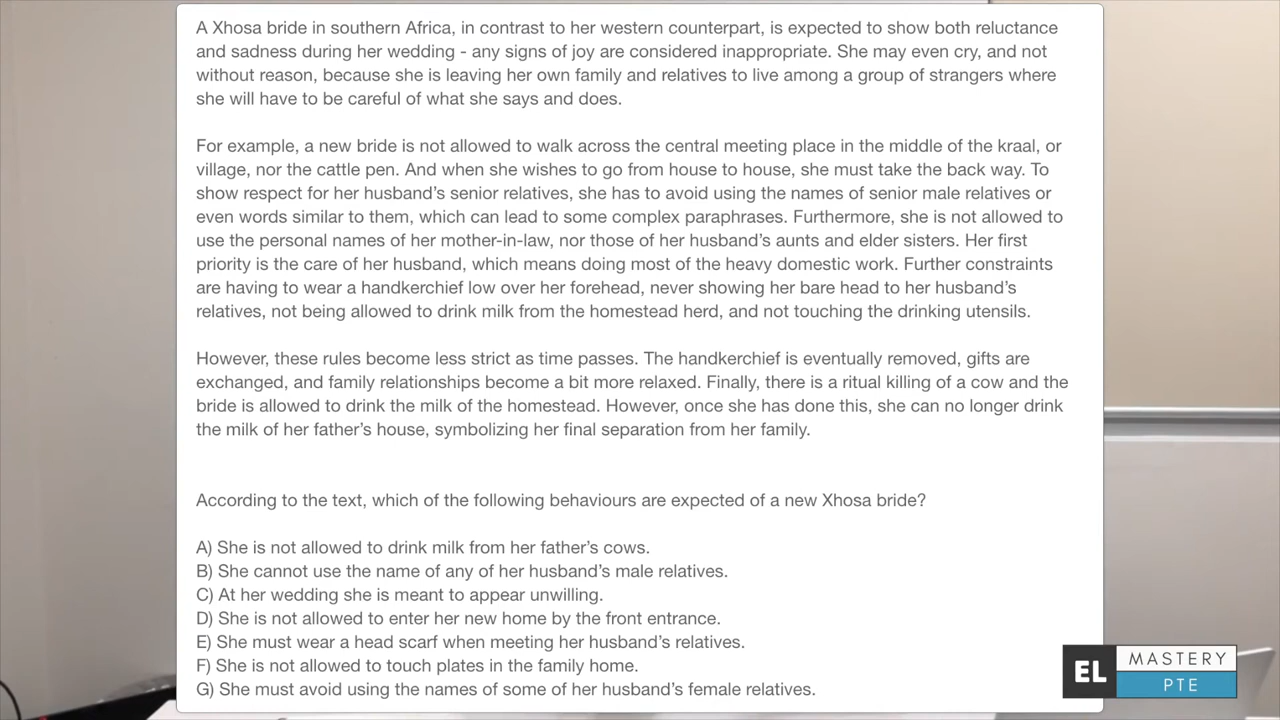 A Xhosa bride in southern Africa, in contrast to her western counterpart, is expected to show both reluctance
and sadness during her wedding - any signs of joy are considered inappropriate. She may even cry, and not
without reason, because she is leaving her own family and relatives to live among a group of strangers where
she will have to be careful of what she says and does.
For example, a new bride is not allowed to walk across the central meeting place in the middle of the kraal, or
village, nor the cattle pen. And when she wishes to go from house to house, she must take the back way. To
show respect for her husband's senior relatives, she has to avoid using the names of senior male relatives or
even words similar to them, which can lead to some complex paraphrases. Furthermore, she is not allowed to
use the personal names of her mother-in-law, nor those of her husband's aunts and elder sisters. Her first
priority is the care of her husband, which means doing most of the heavy domestic work. Further constraints
are having to wear a handkerchief low over her forehead, never showing her bare head to her husband's
relatives, not being allowed to drink milk from the homestead herd, and not touching the drinking utensils.
However, these rules become less strict as time passes. The handkerchief is eventually removed, gifts are
exchanged, and family relationships become a bit more relaxed. Finally, there is a ritual killing of a cow and the
bride is allowed to drink the milk of the homestead. However, once she has done this, she can no longer drink
the milk of her father's house, symbolizing her final separation from her family.
According to the text, which of the following behaviours are expected of a new Xhosa bride?
A) She is not allowed to drink milk from her father's cows.
B) She cannot use the name of any of her husband's male relatives.
C) At her wedding she is meant to appear unwilling.
D) She is not allowed to enter her new home by the front entrance.
E) She must wear a head scarf when meeting her husband's relatives.
F) She is not allowed to touch plates in the family home.
G) She must avoid using the names of some of her husband's female relatives.
EL MASTERY
PTE